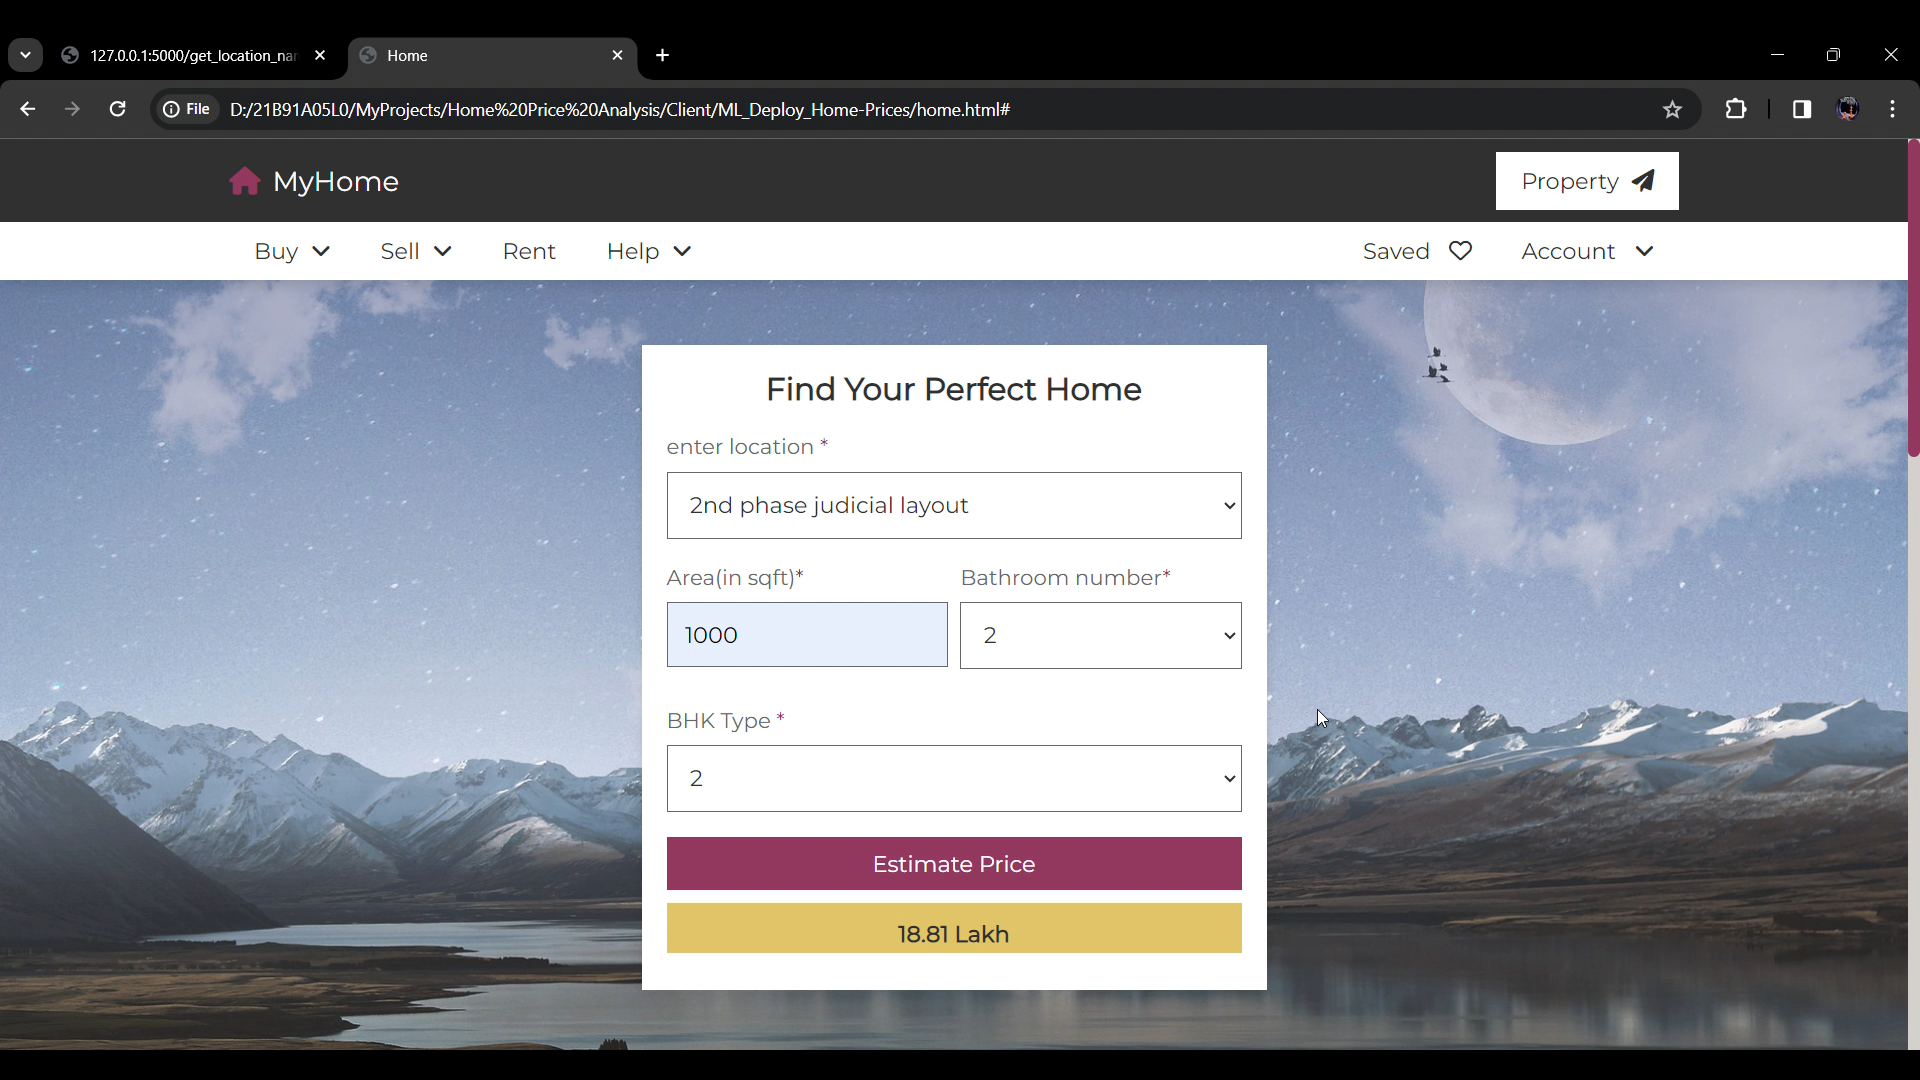 127.0.0.1:5000/get_location_nar
Home
File
D:/21B91A05L0/MyProjects/Home%20Price%20Analysis/Client/ML_Deploy_Home-Prices/home.html#
MyHome
Property
Buy
Sell
Rent
Help
Saved
Account
Find Your Perfect Home
enter location *
2nd phase judicial layout
Area(in sqft)*
Bathroom number*
1000
2
BHK Type *
2
Estimate Price
18.81 Lakh